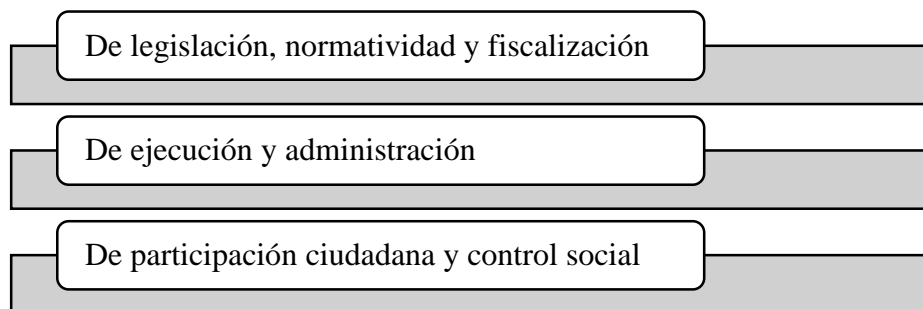 De legislación, normatividad y fiscalización
De ejecución y administración
De participación ciudadana y control social